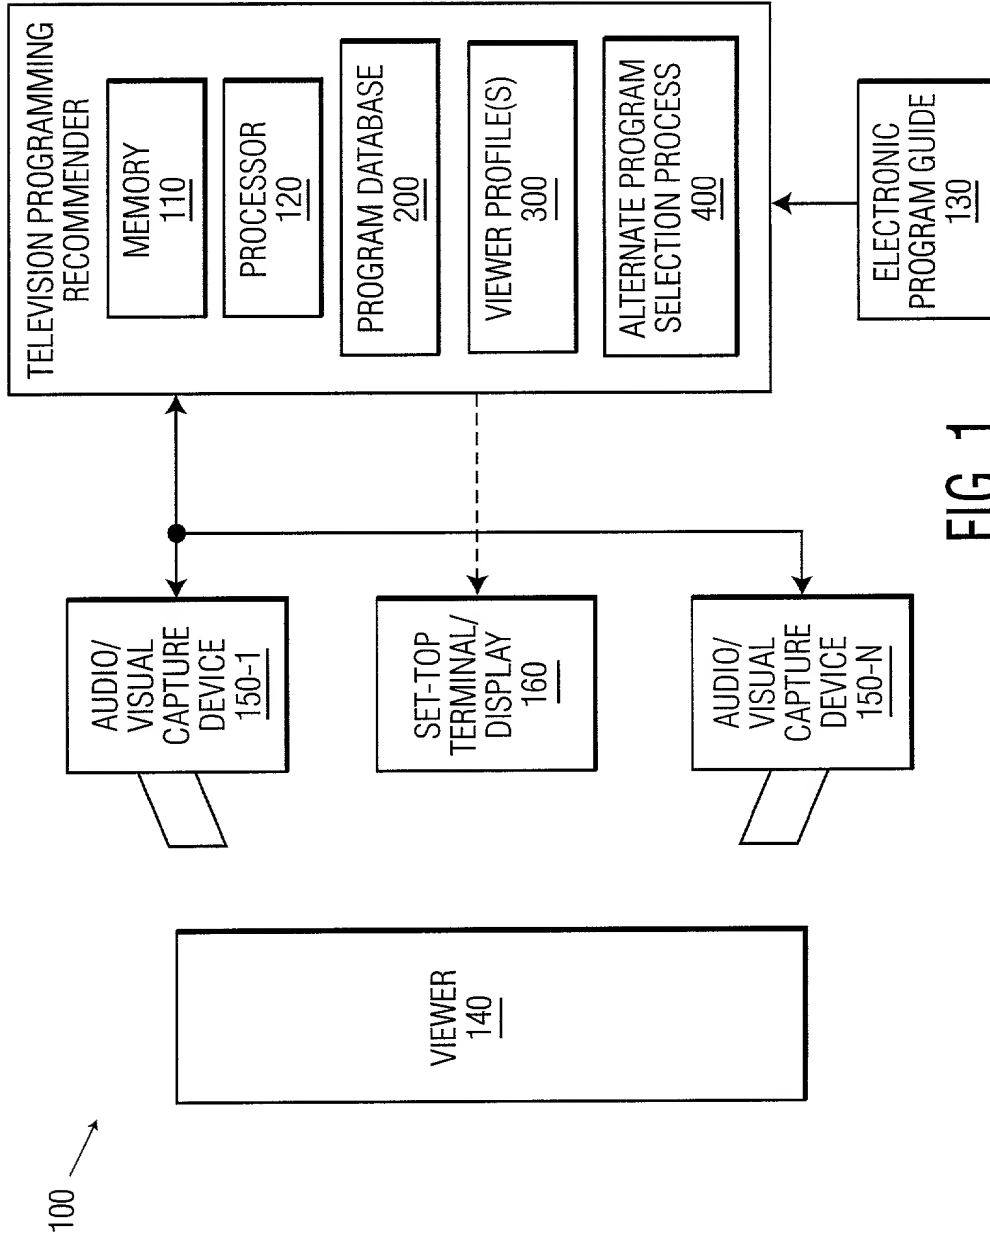 100
VIEWER
140
AUDIO/
VISUAL
CAPTURE
DEVICE
150-1
SET-TOP
TERMINAL/
DISPLAY
160
AUDIO/
VISUAL
CAPTURE
DEVICE
150-N
TELEVISION PROGRAMMING
RECOMMENDER
MEMORY
110
PROCESSOR
120
PROGRAM DATABASE
200
VIEWER PROFILE(S)
300
ALTERNATE PROGRAM
SELECTION PROCESS
400
ELECTRONIC
PROGRAM GUIDE
130
FIG. 1